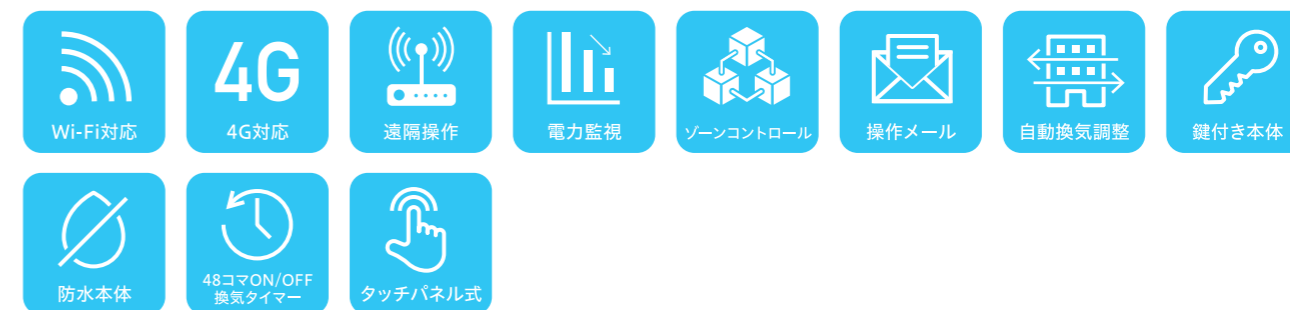 4G
Wi-Fi対応
4G対応
遠隔操作
電力監視
ゾーンコントロール
操作メール
自動換気調整
鍵付き本体
防水本体
48コマON/OFF
換気タイマー
タッチパネル式